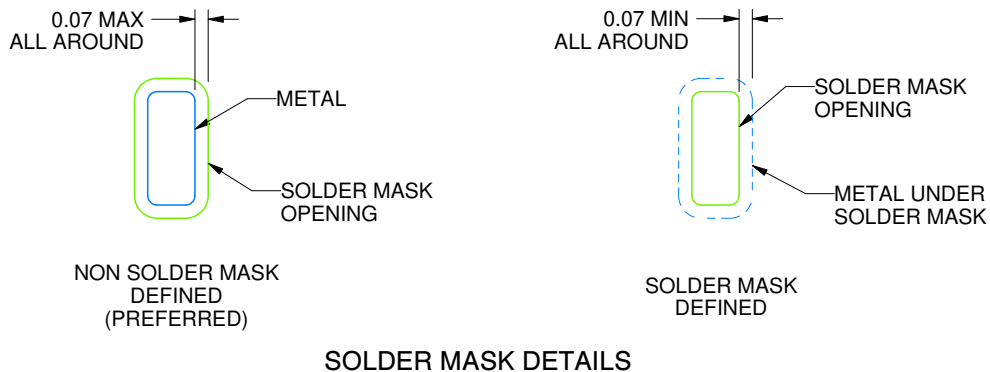 0.07 MAX
ALL AROUND
METAL
SOLDER MASK
OPENING
NON SOLDER MASK
DEFINED
(PREFERRED)
0.07 MIN
ALL AROUND
SOLDER MASK
OPENING
METAL UNDER
SOLDER MASK
SOLDER MASK
DEFINED
SOLDER MASK DETAILS